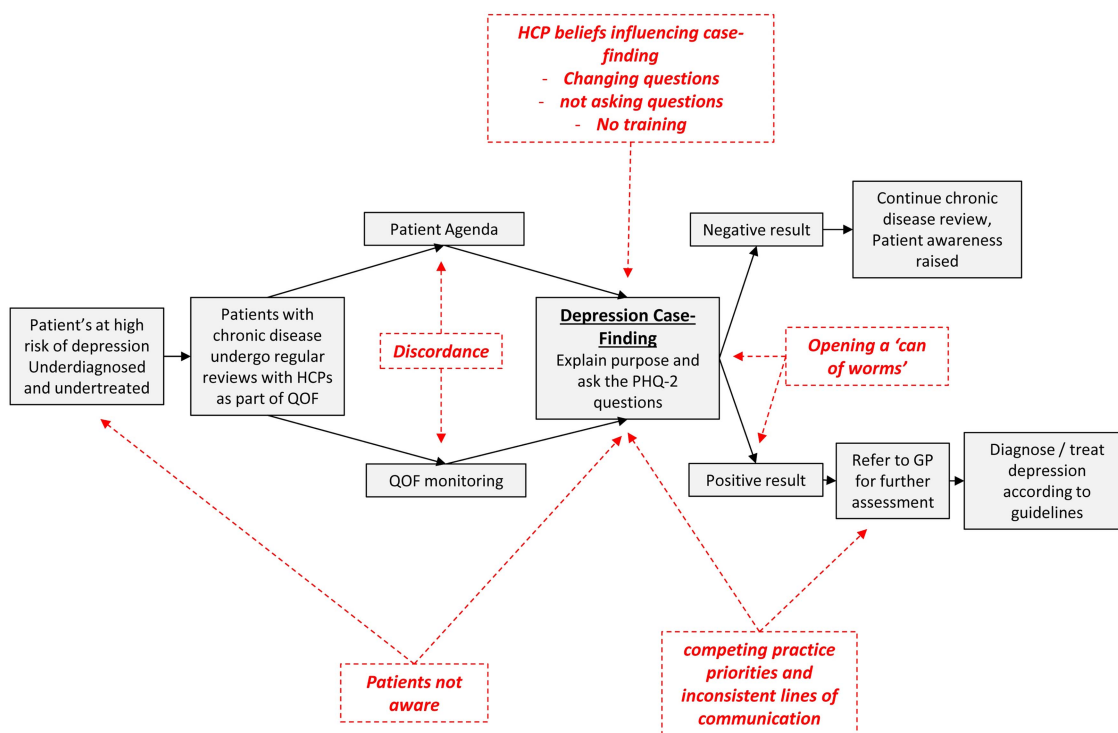 HCP beliefs influencing case-
finding
- Changing questions
- not asking questions
- No training
Patient Agenda
Negative result
Continue chronic
disease review,
Patient awareness
raised
Patient's at high
risk of depression
Underdiagnosed
and undertreated
Patients with
chronic disease
undergo regular
reviews with HCPs
as part of QOF
Discordance
Depression Case-
Finding
Explain purpose and
ask the PHQ-2
questions
Opening a ‘can
of worms’
QOF monitoring
Positive result
Refer to GP
for further
assessment
Diagnose / treat
depression
according to
guidelines
Patients not
aware
competing practice
priorities and
inconsistent lines of
communication